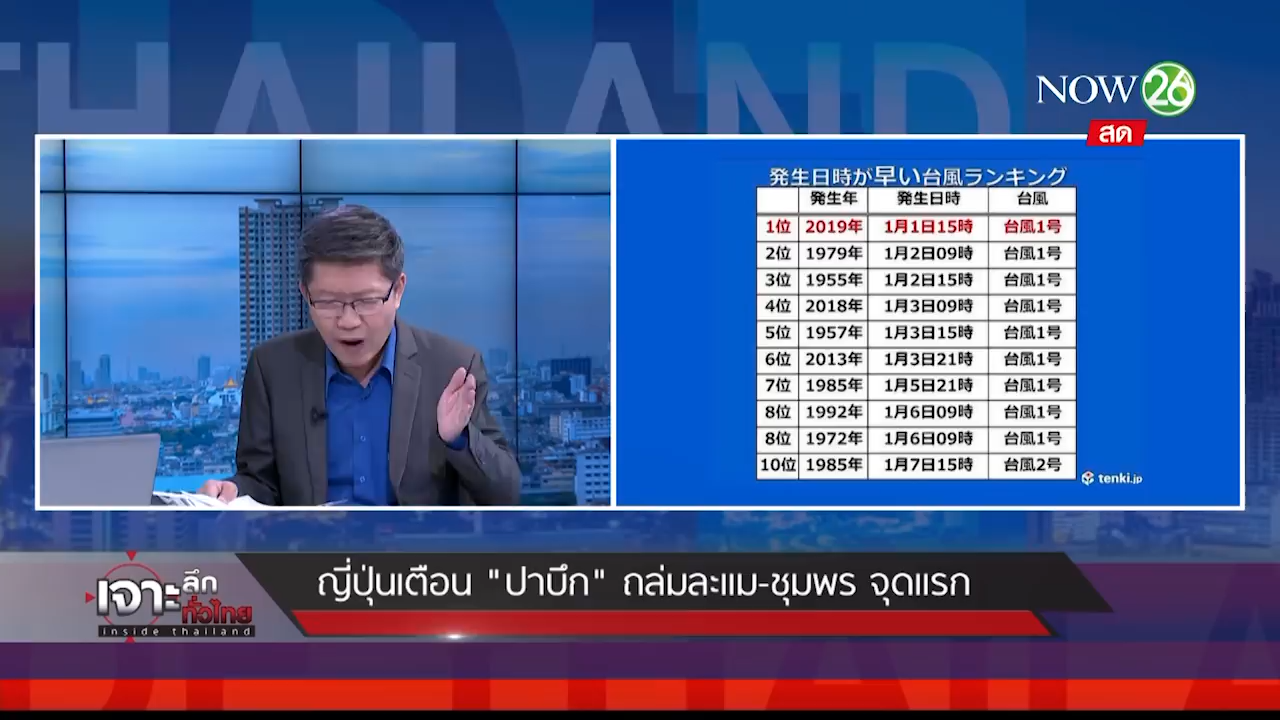 THAILAND
NOW 26
สด
発生日時が早い台風ランキング
発生年 発生日時 台風
1位 2019年 1月1日15時 台風1号
2位 1979年 1月2日09時 台風1号
3位 1955年 1月2日15時 台風1号
4位 2018年 1月3日09時 台風1号
5位 1957年 1月3日15時 台風1号
6位 2013年 1月3日21時 台風1号
7位 1985年 1月5日21時 台風1号
8位 1992年 1月6日09時 台風1号
8位 1972年 1月6日09時 台風1号
10位 1985年 1月7日15時 台風2号
tenki.jp
ญี่ปุ่นเตือน "ปาบึก" ถล่มละแม-ชุมพร จุดแรก
เจาะลึกทั่วไทย
inside thailand